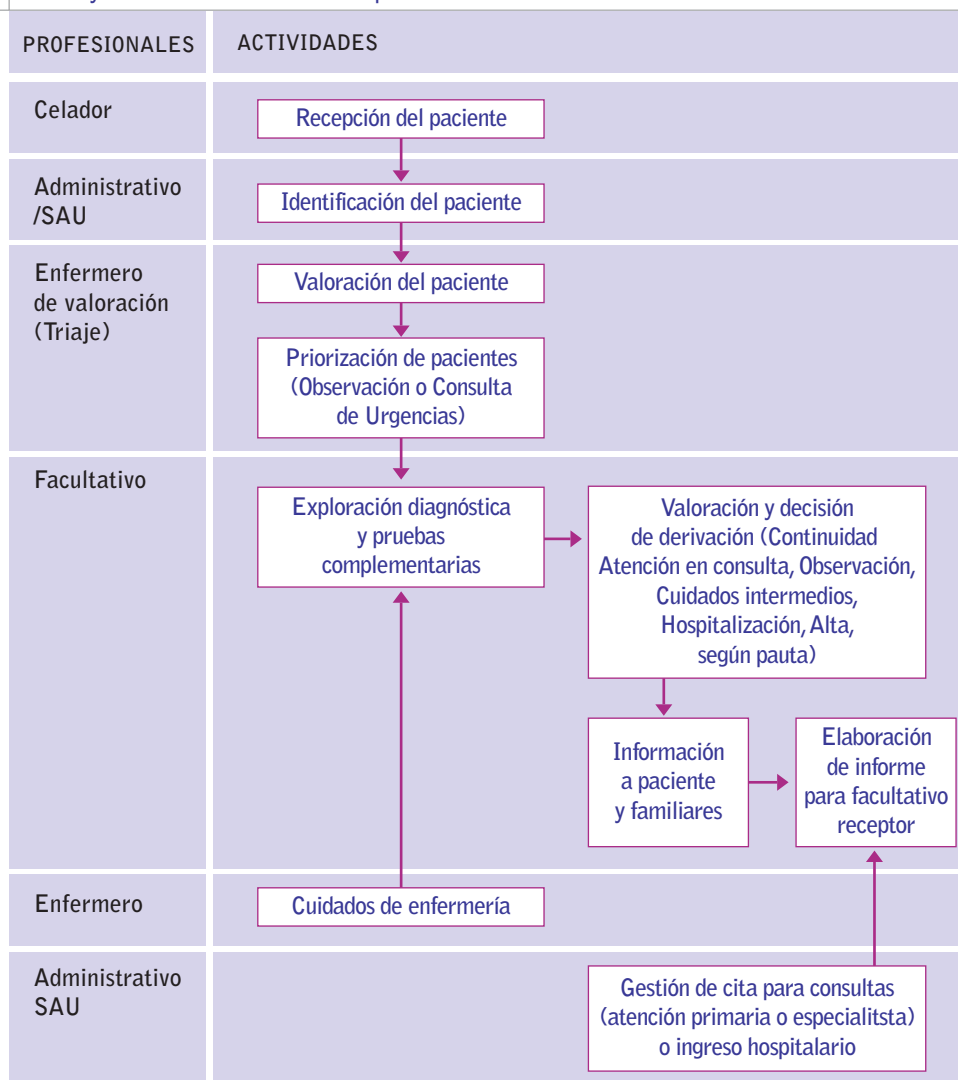 PROFESIONALES
ACTIVIDADES
Celador
Recepción del paciente
Administrativo
/SAU
Identificación del paciente
Enfermero
de valoración
(Triaje)
Valoración del paciente
Priorización de pacientes
(Observación o Consulta
de Urgencias)
Facultativo
Exploración diagnóstica
y pruebas
complementarias
Valoración y decisión
de derivación (Continuidad
Atención en consulta, Observación,
Cuidados intermedios,
Hospitalización, Alta,
según pauta)
Información
a paciente
y familiares
Elaboración
de informe
para facultativo
receptor
Enfermero
Cuidados de enfermería
Administrativo
SAU
Gestión de cita para consultas
(atención primaria o especialitsta)
o ingreso hospitalario